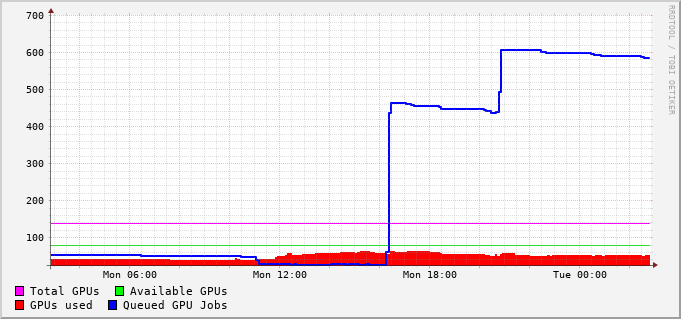 RRDTOOL / TOBI OETIKER
700
600
500
400
300
200
100
Mon 06:00 Mon 12:00 Mon 18:00 Tue 00:00
Total GPUs Available GPUs
GPUs used Queued GPU Jobs